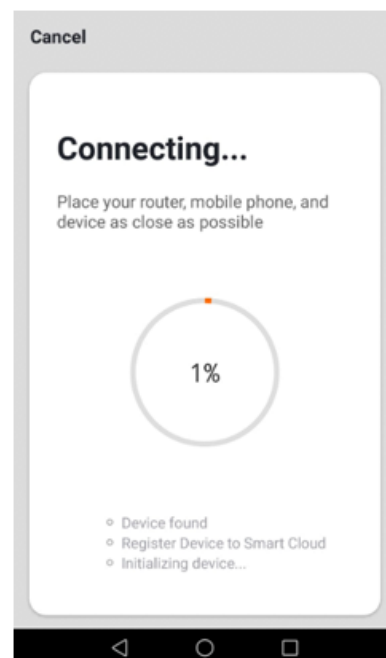 Cancel
Connecting...
Place your router, mobile phone, and
device as close as possible
1%
Device found
Register Device to Smart Cloud
Initializing device...